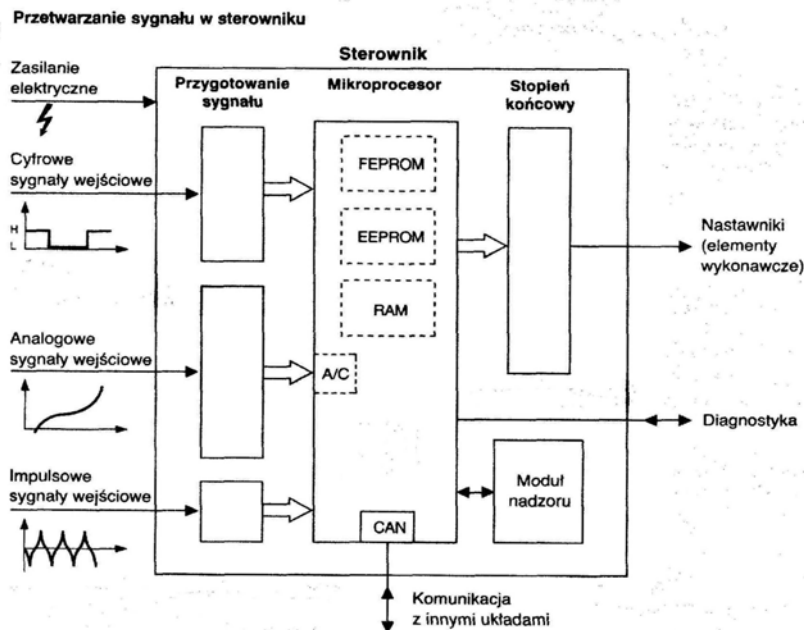 Przetwarzanie sygnału w sterowniku
Sterownik
Zasilanie
elektryczne
Przygotowanie
sygnału
Mikroprocesor
Stopień
końcowy
Cyfrowe
sygnały wejściowe
H
L
FEPROM
EEPROM
RAM
Nastawniki
(elementy
wykonawcze)
Analogowe
sygnały wejściowe
A/C
Diagnostyka
Impulsowe
sygnały wejściowe
Moduł
nadzoru
CAN
Komunikacja
z innymi układami